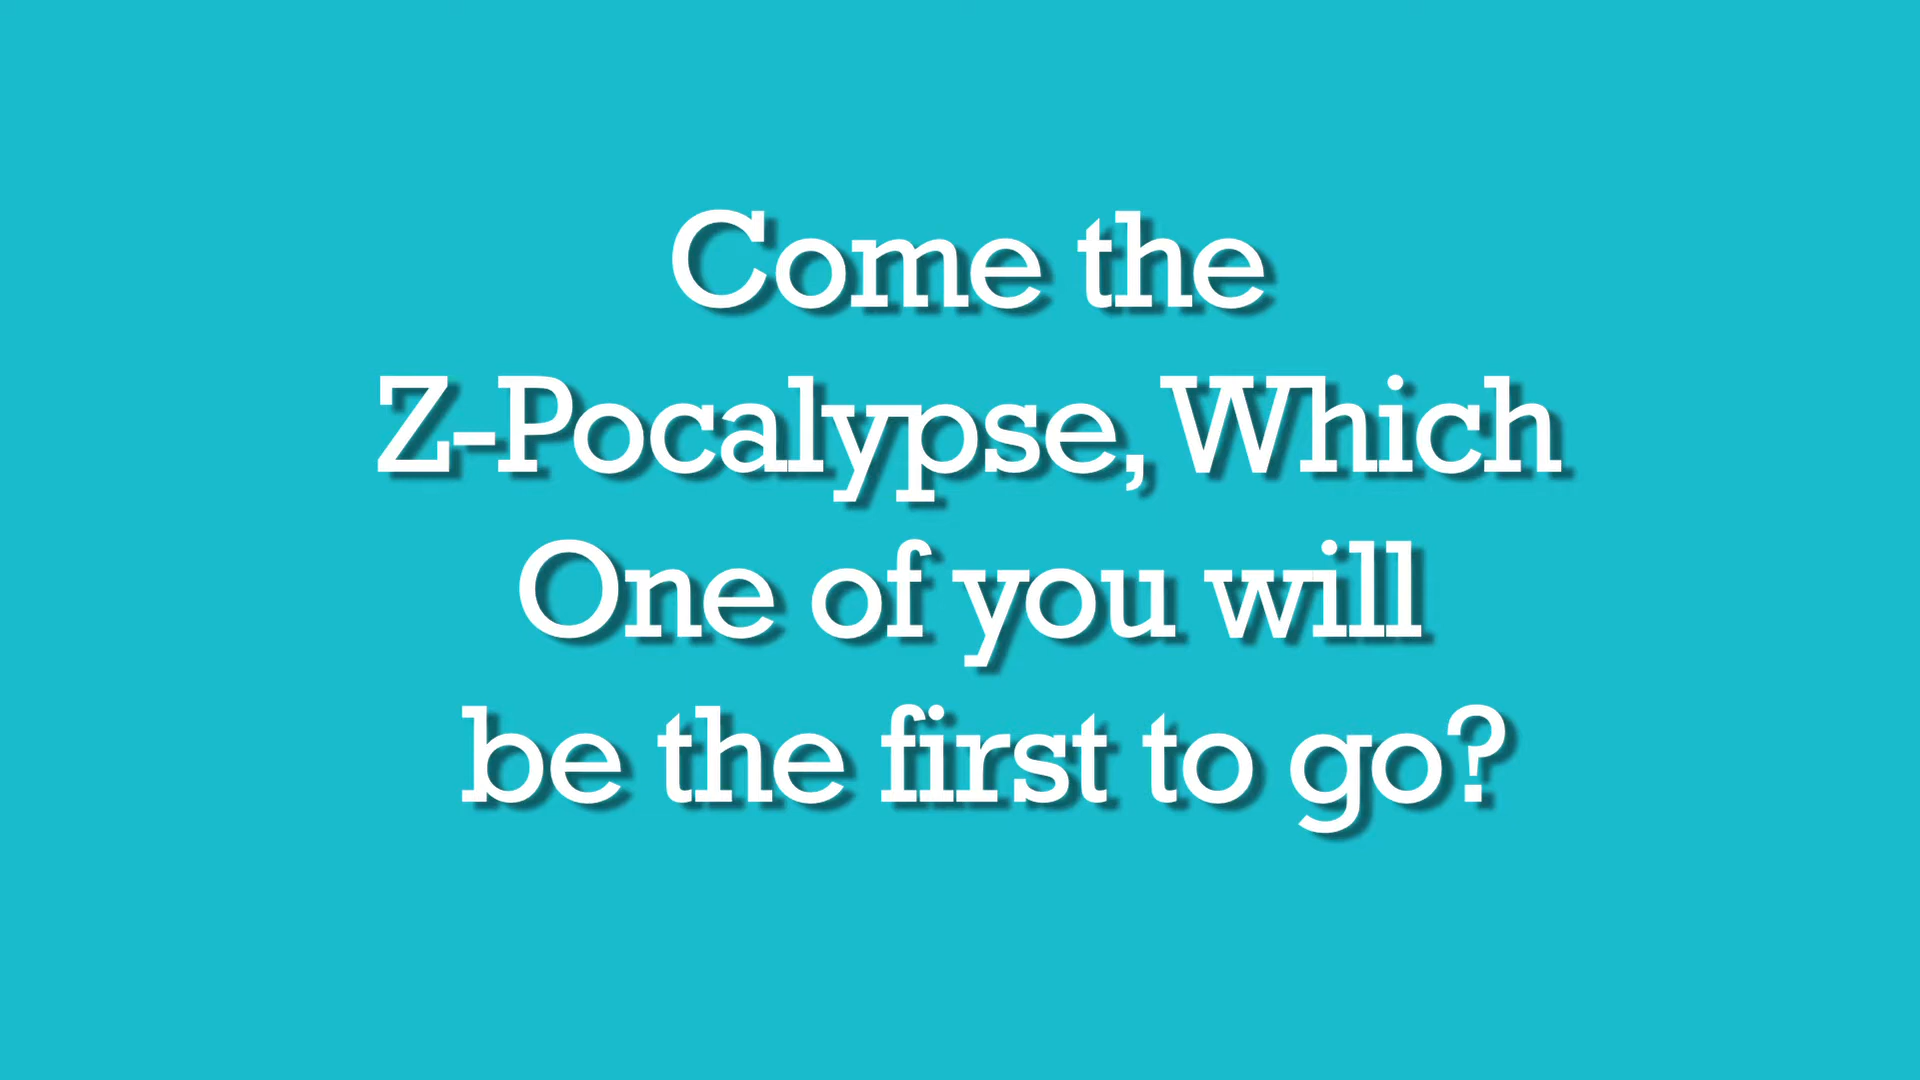 Come the
Z-Pocalypse, Which
One of you will
be the first to go?